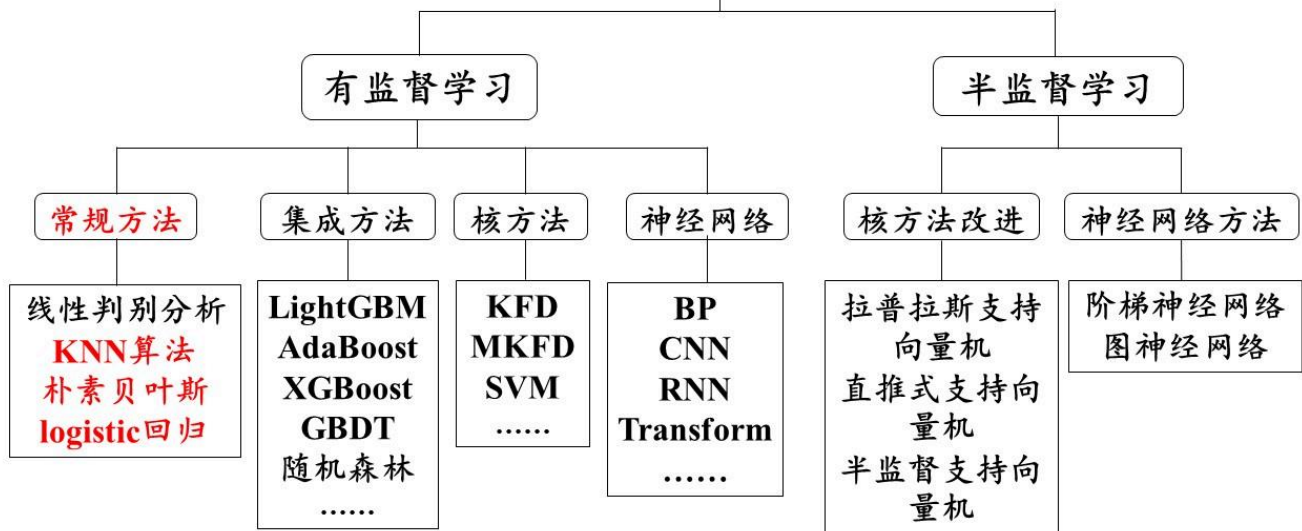 有监督学习
半监督学习
常规方法
集成方法
核方法
神经网络
核方法改进
神经网络方法
线性判别分析
KNN算法
朴素贝叶斯
logistic回归
LightGBM
AdaBoost
XGBoost
GBDT
随机森林
......
KFD
MKFD
SVM
......
BP
CNN
RNN
Transform
......
拉普拉斯支持
向量机
直推式支持向
量机
半监督支持向
量机
阶梯神经网络
图神经网络